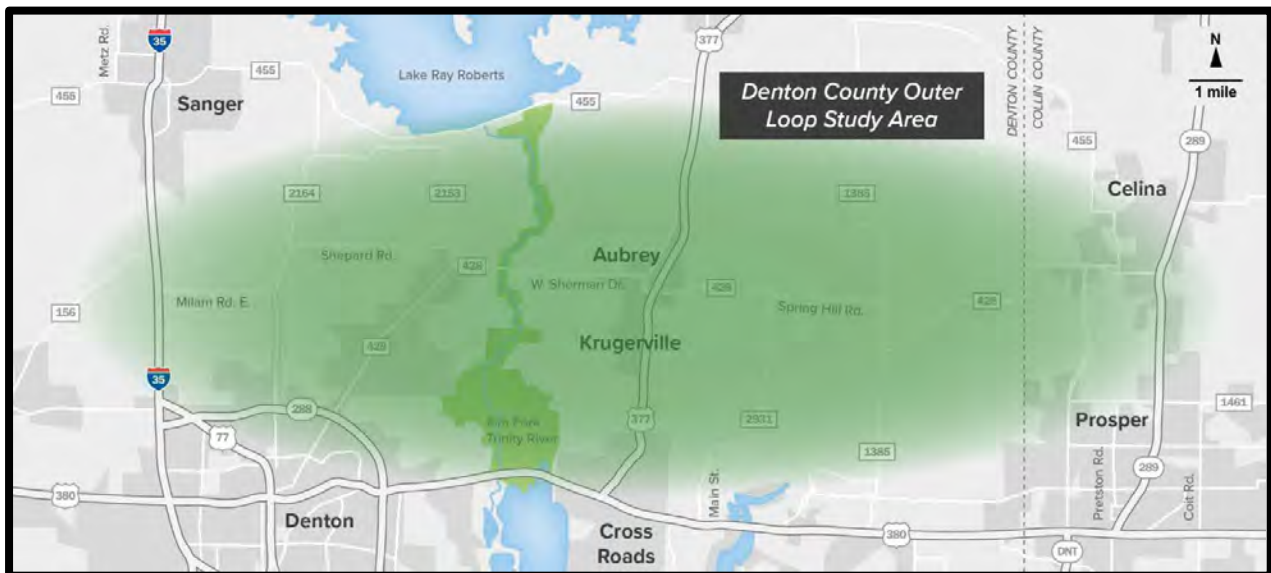 Metz Rd.
35
377
DENTON COUNTY
COLLIN COUNTY
N
1 mile
455
Lake Ray Roberts
Denton County Outer
Loop Study Area
455
Sanger
455
455
289
Celina
2164
2153
1385
Shepard Rd.
428
Aubrey
W. Sherman Dr.
428
Spring Hill Rd.
428
Milam Rd. E.
156
428
Krugerville
35
288
77
377
2931
Elm Fork
Trinity River
1385
Prosper
1461
380
Denton
Main St.
Cross
Roads
380
Pretston Rd.
289
Coit Rd.
DNT